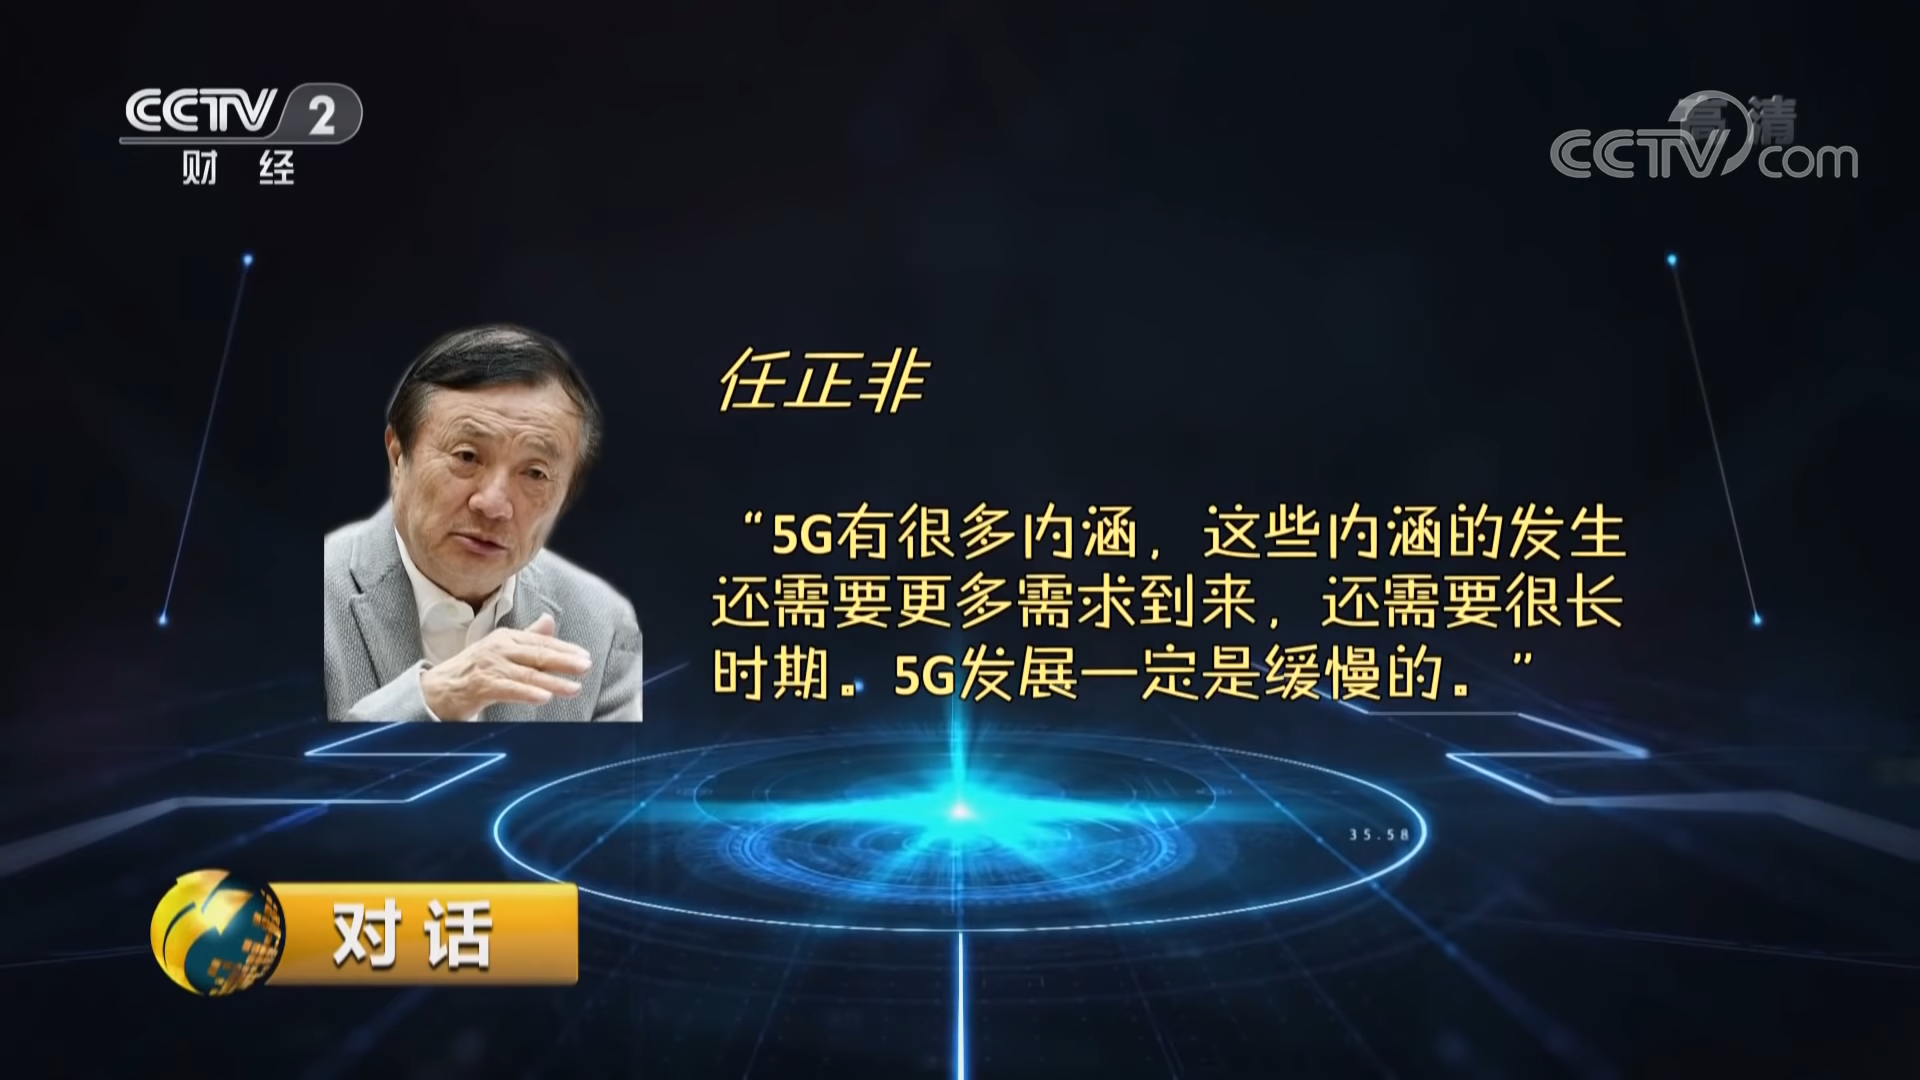 CCTV 2
财 经
高清
CCTV.com
任正非
“5G有很多内涵，这些内涵的发生
还需要更多需求到来，还需要很长
时期。5G发展一定是缓慢的。”
35.58
对话